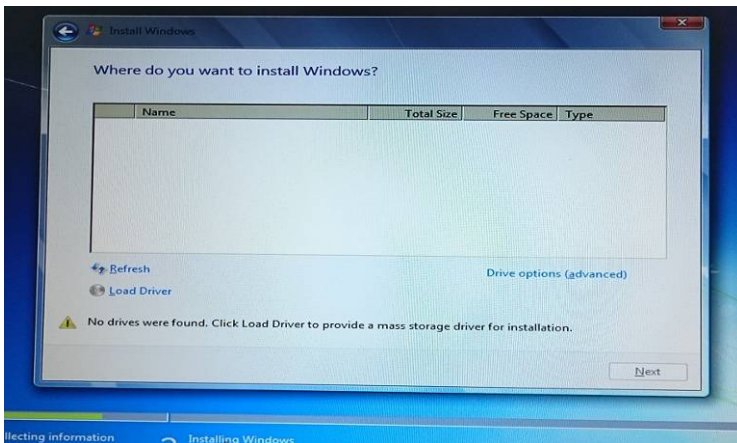 Install Windows
Where do you want to install Windows?
Name Total Size Free Space Type
Refresh
Drive options (advanced)
Load Driver
No drives were found. Click Load Driver to provide a mass storage driver for installation.
Next
llecting information
Installing Windows